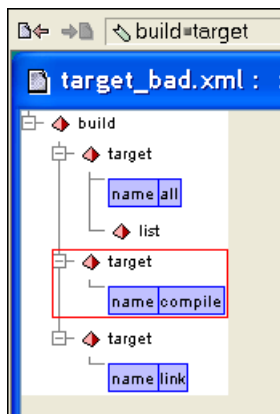 build=target
target_bad.xml :
build
target
name all
list
target
name compile
target
name link